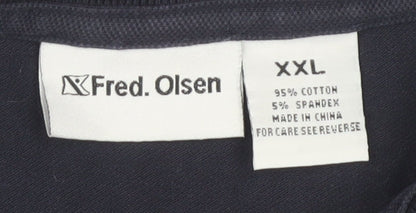 Fred. Olsen
XXL
95% COTTON
5% SPANDEX
MADE IN CHINA
FOR CARE SEE REVERSE